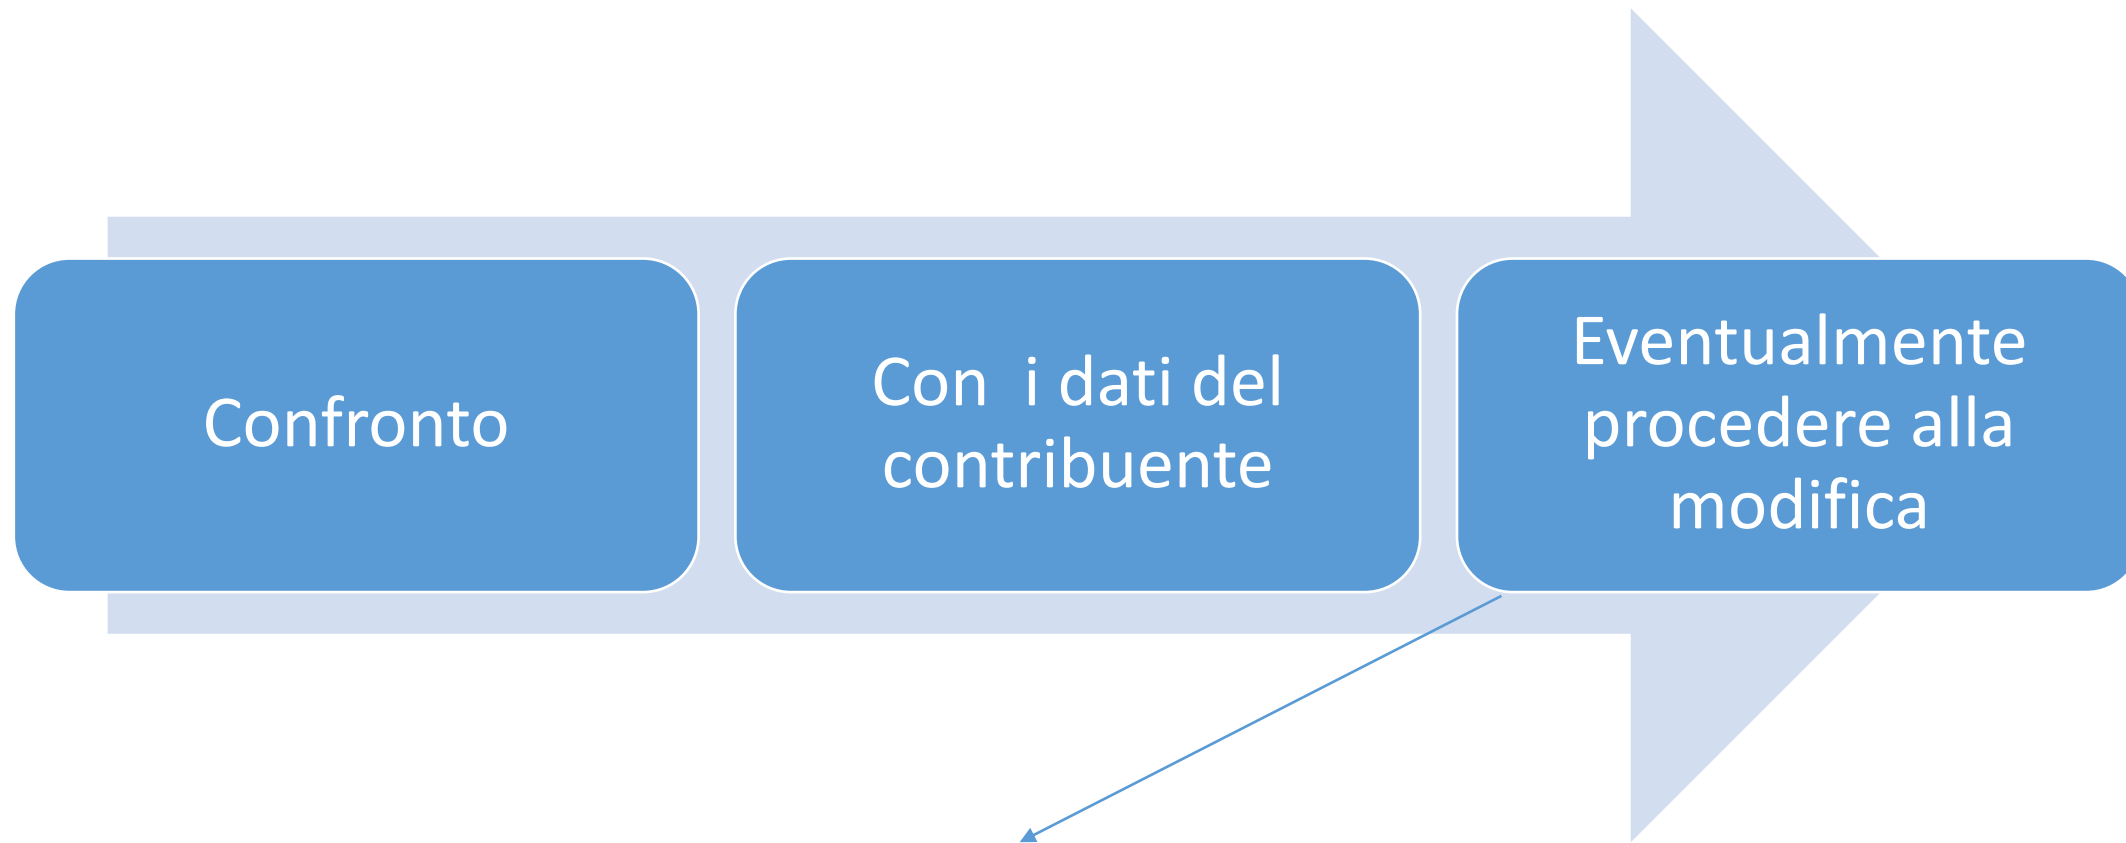 Confronto
Con  i dati del
contribuente
Eventualmente
procedere alla
modifica